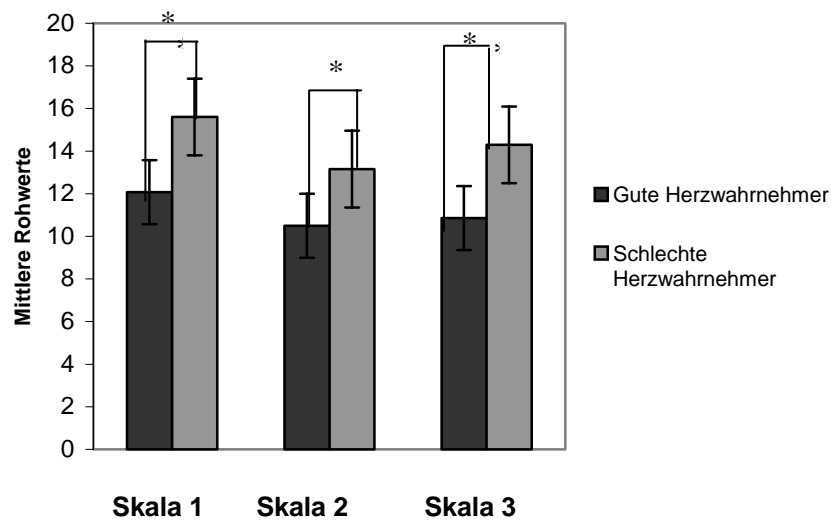 Mittlere Rohwerte
20
18
16
14
12
10
8
6
4
2
0
*
*
*
Skala 1 Skala 2 Skala 3
Gute Herzwahrnehmer
Schlechte
Herzwahrnehmer